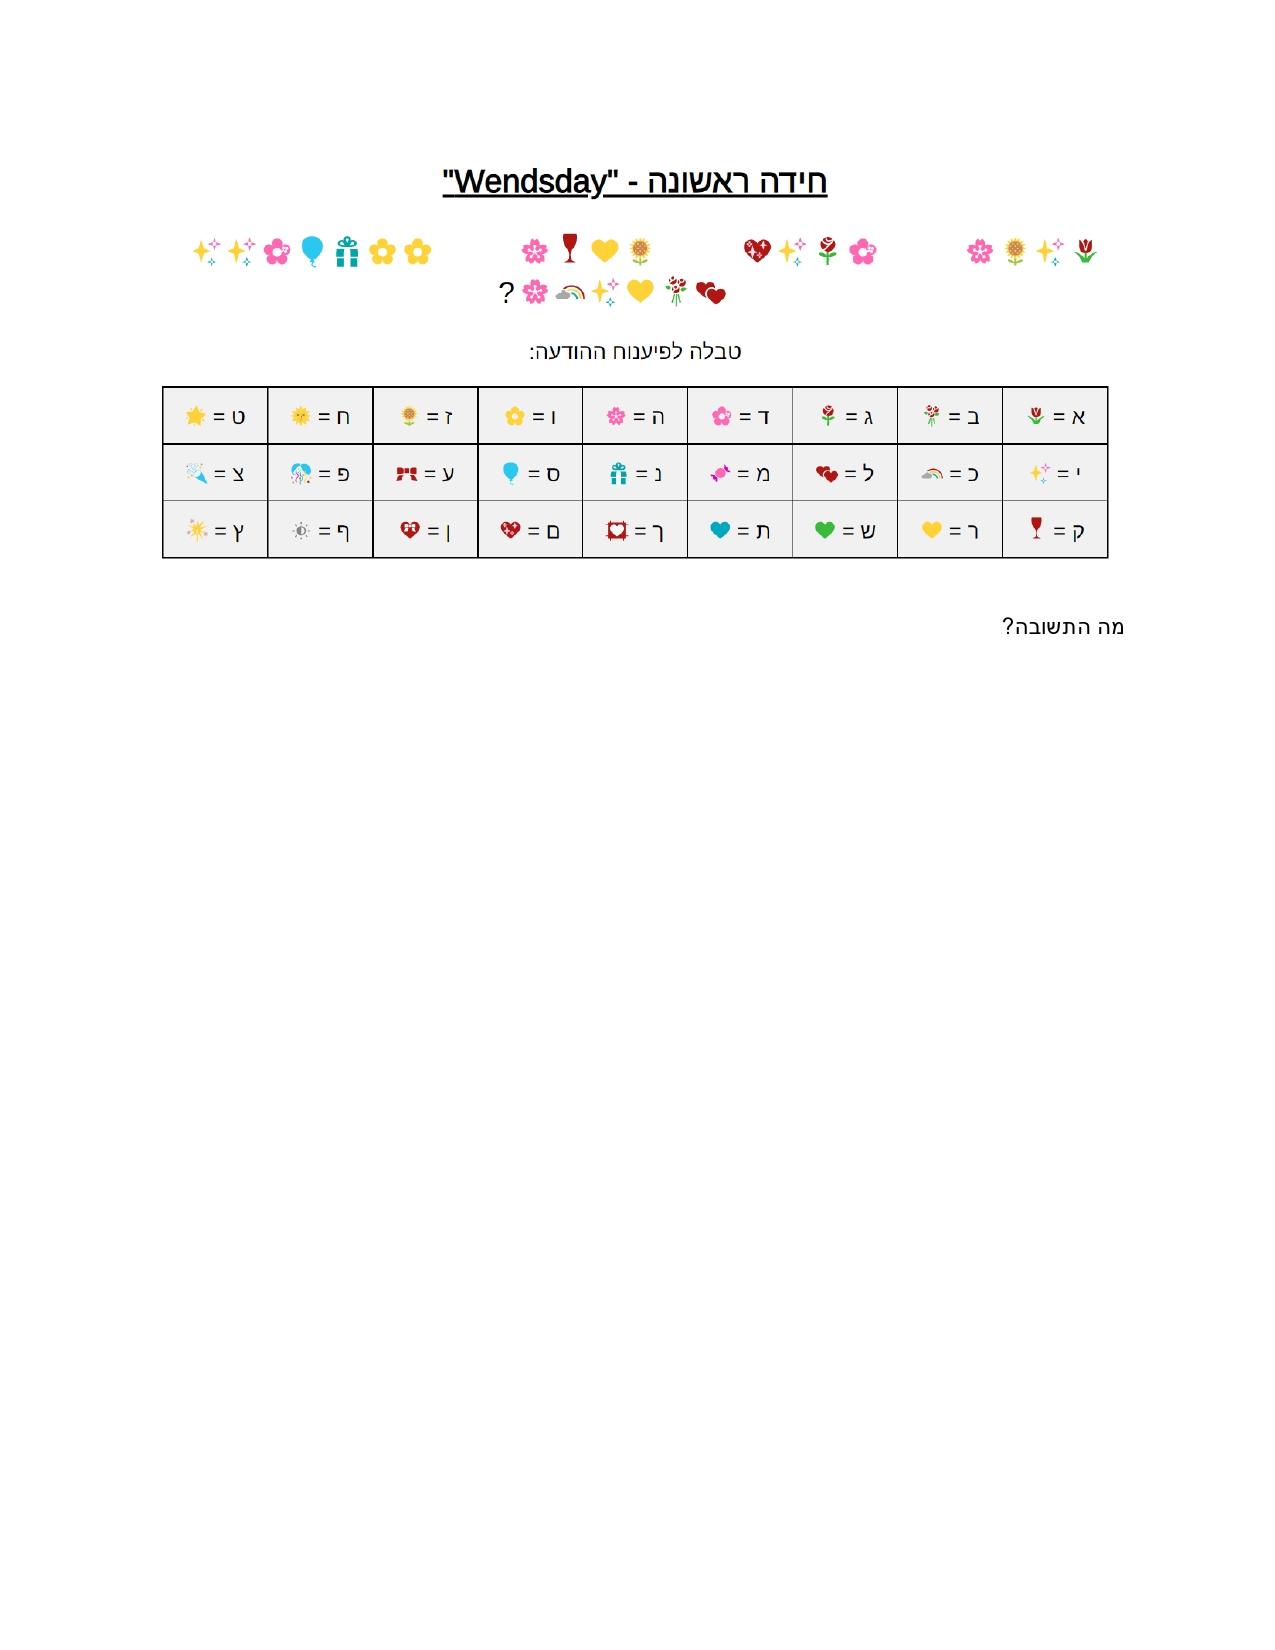 חידה ראשונה - "Wendsday"
🌷✨🌻🌸 🌺🌹✨💖 🌻💛🍷🌸 🌼🌼🎁🎈🌺✨✨
💕💐💛✨🌈🌸?
טבלה לפיענוח ההודעה:
א = 🌷 ב = 💐 ג = 🌹 ד = 🌺 ה = 🌸 ו = 🌼 ז = 🌻 ח = 🌞 ט = 🌟
י = ✨ כ = 🌈 ל = 💕 מ = 🍬 נ = 🎁 ס = 🎈 ע = 🎀 פ = 🎊 צ = 🎉
ק = 🍷 ר = 💛 ש = 💚 ת = 💙 ך = 💟 ם = 💖 ן = 💝 ף = 🔅 ץ = 💥
מה התשובה?